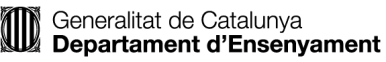 Generalitat de Catalunya
Departament d'Ensenyament